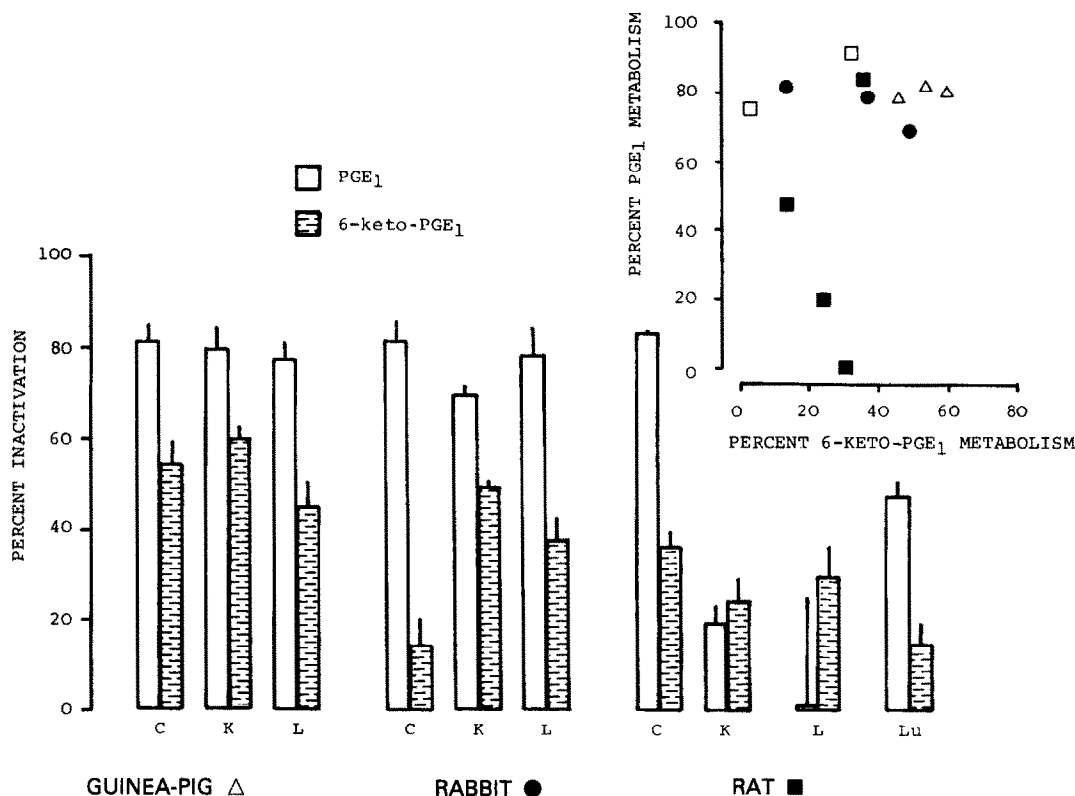 PERCENT PGE1 METABOLISM
100
80
60
40
20
0
0 20 40 60 80
PERCENT 6-KETO-PGE1 METABOLISM
PGE1
6-keto-PGE1
PERCENT INACTIVATION
100
80
60
40
20
0
C K L C K L C K L Lu
GUINEA-PIG △ RABBIT ● RAT ■